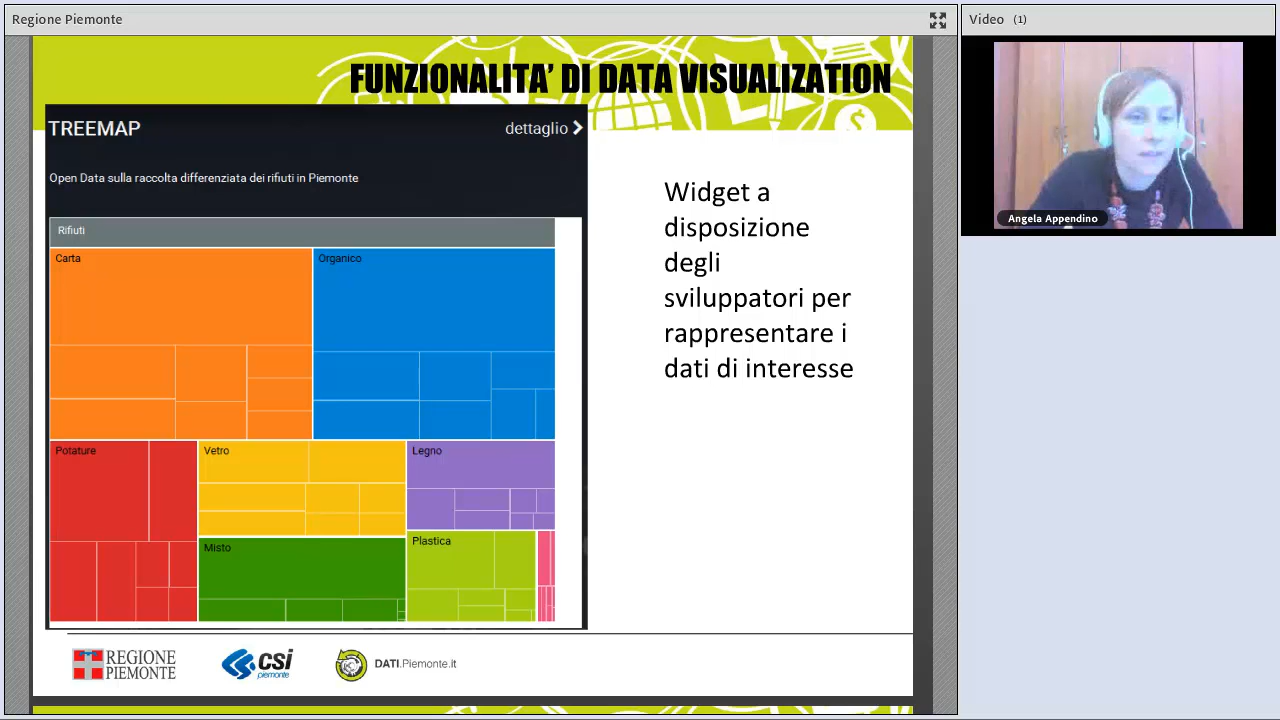 Regione Piemonte
Video (1)
FUNZIONALITA' DI DATA VISUALIZATION
TREEMAP
dettaglio
Open Data sulla raccolta differenziata dei rifiuti in Piemonte
Rifiuti
Carta
Organico
Potature
Vetro
Legno
Misto
Plastica
Widget a
disposizione
degli
sviluppatori per
rappresentare i
dati di interesse
Angela Appendino
REGIONE
PIEMONTE
csi
piemonte
DATI.Piemonte.it